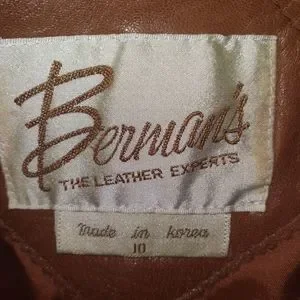 Berman's
THE LEATHER EXPERTS
made in korea
10